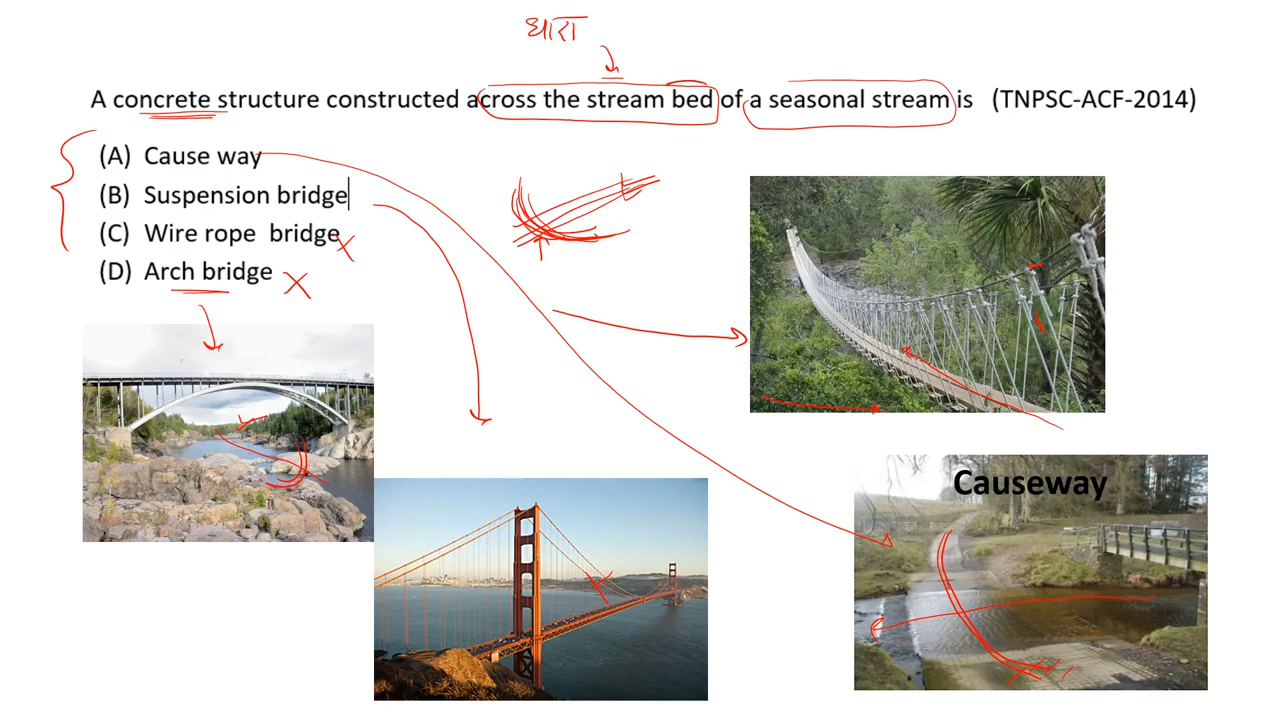 धारा
A concrete structure constructed across the stream bed of a seasonal stream is (TNPSC-ACF-2014)
(A) Cause way
(B) Suspension bridge
(C) Wire rope bridge
(D) Arch bridge
Causeway